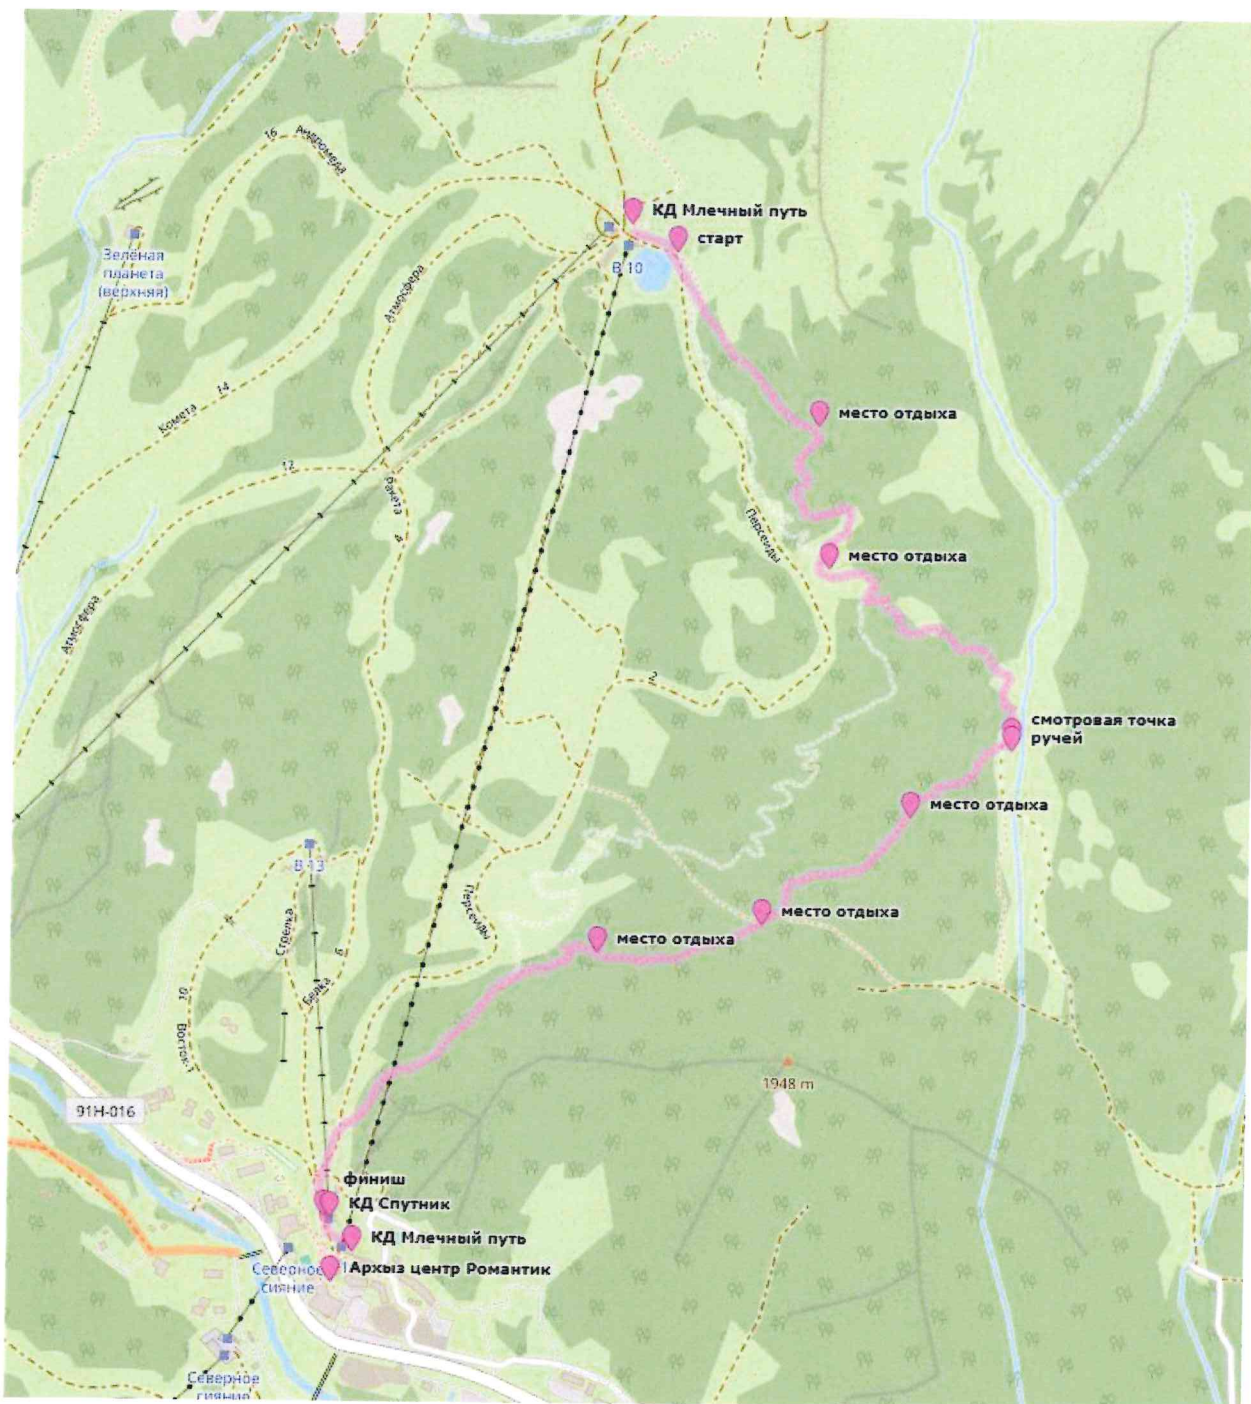 16
Андромеда
КД Млечный путь
старт
Зелёная
планета
(верхняя)
В 10
Атмосфера
14
Комета
место отдыха
12
Ракета
8
Персеиды
место отдыха
Атмосфера
2
смотровая точка
ручей
место отдыха
В 13
4
Стрелка
6
Белка
Персеиды
место отдыха
место отдыха
10
Восток-1
1948 m
91Н-016
финиш
КД Спутник
КД Млечный путь
Северное
сияние
Архыз центр Романтик
Северное
сияние